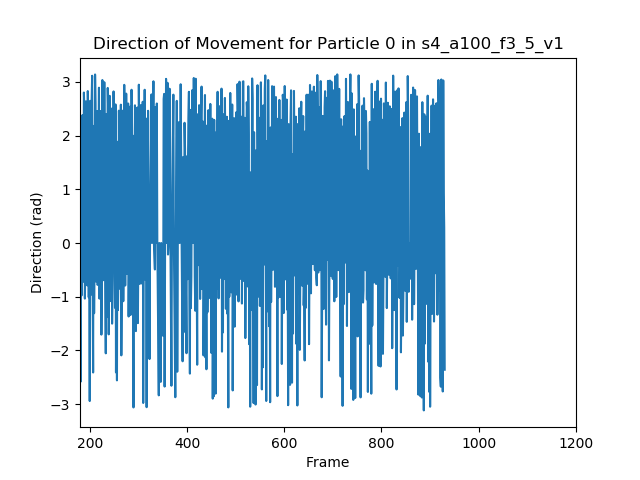 Direction of Movement for Particle 0 in s4_a100_f3_5_v1
3
2
1
0
−1
−2
−3
Direction (rad)
200 400 600 800 1000 1200
Frame